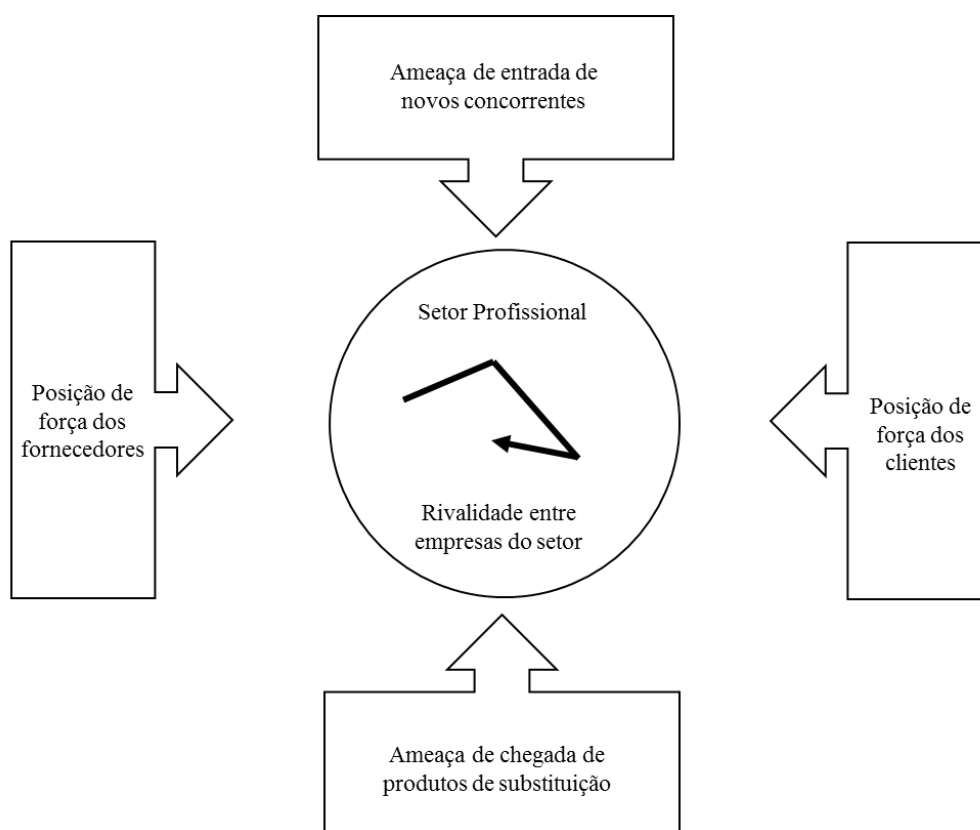 Ameaça de entrada de
novos concorrentes
Setor Profissional
Posição de
força dos
fornecedores
Posição de
força dos
clientes
Rivalidade entre
empresas do setor
Ameaça de chegada de
produtos de substituição